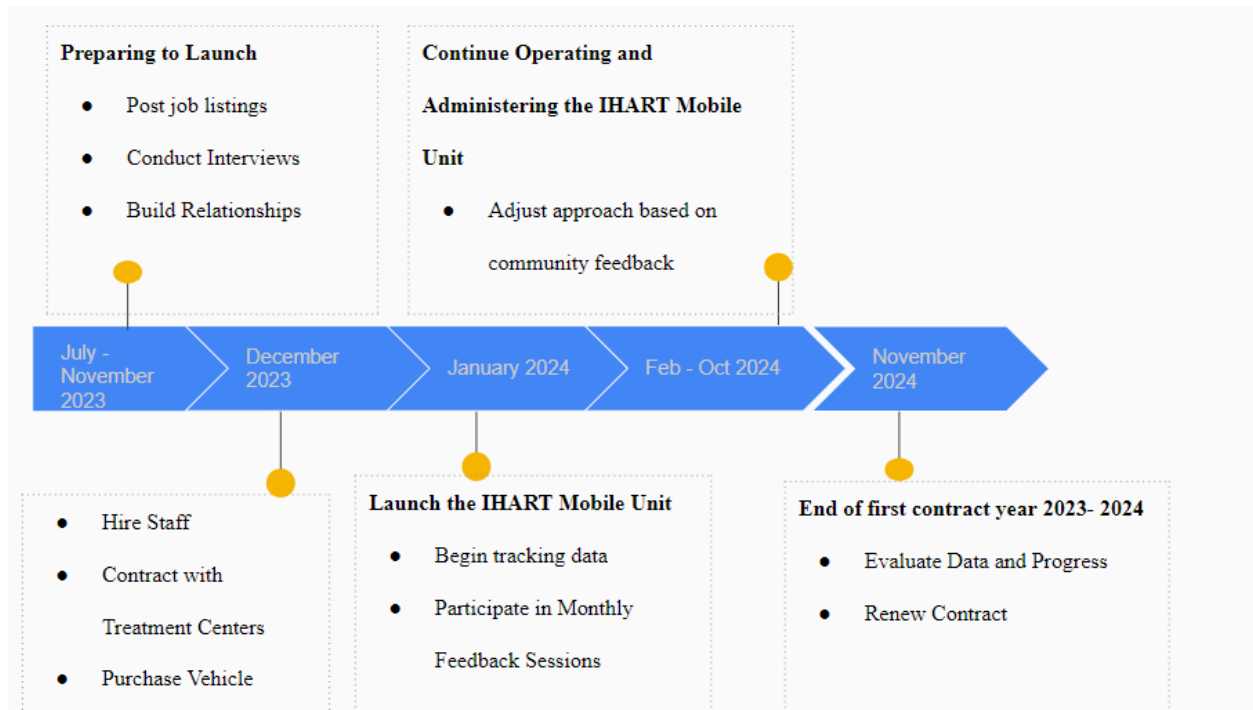 Preparing to Launch
● Post job listings
● Conduct Interviews
● Build Relationships
Continue Operating and
Administering the IHART Mobile
Unit
● Adjust approach based on
community feedback
July -
November
2023
December
2023
January 2024
Feb - Oct 2024
November
2024
● Hire Staff
● Contract with
Treatment Centers
● Purchase Vehicle
Launch the IHART Mobile Unit
● Begin tracking data
● Participate in Monthly
Feedback Sessions
End of first contract year 2023- 2024
● Evaluate Data and Progress
● Renew Contract